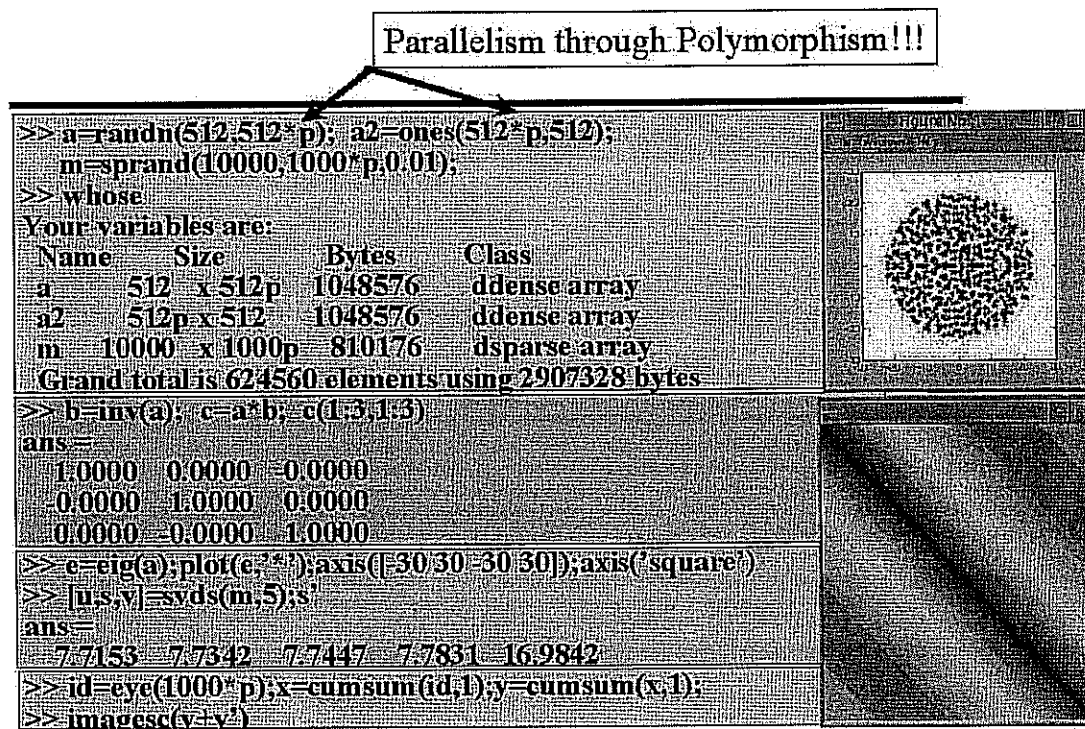 Parallelism through Polymorphism!!!
>> a=randn(512,512*p); a2=ones(512*p,512);
m=sprand(10000,1000*p,0.01);
>> whose
Your variables are:
Name Size Bytes Class
a 512 x 512p 1048576 ddense array
a2 512p x 512 1048576 ddense array
m 10000 x 1000p 810176 dsparse array
Grand total is 624560 elements using 2907328 bytes
>> b=inv(a); c=a*b; c(1:3,1:3)
ans =
1.0000 0.0000 -0.0000
-0.0000 1.0000 0.0000
0.0000 -0.0000 1.0000
>> e=eig(a);plot(e,'*');axis([-30 30 -30 30]);axis('square')
>> [u,s,v]=svds(m,5);s'
ans =
7.7153 7.7342 7.7447 7.7831 16.9842
>> id=eye(1000*p);x=cumsum(id,1);y=cumsum(x,1);
>> imagesc(y+y')
Figure No.